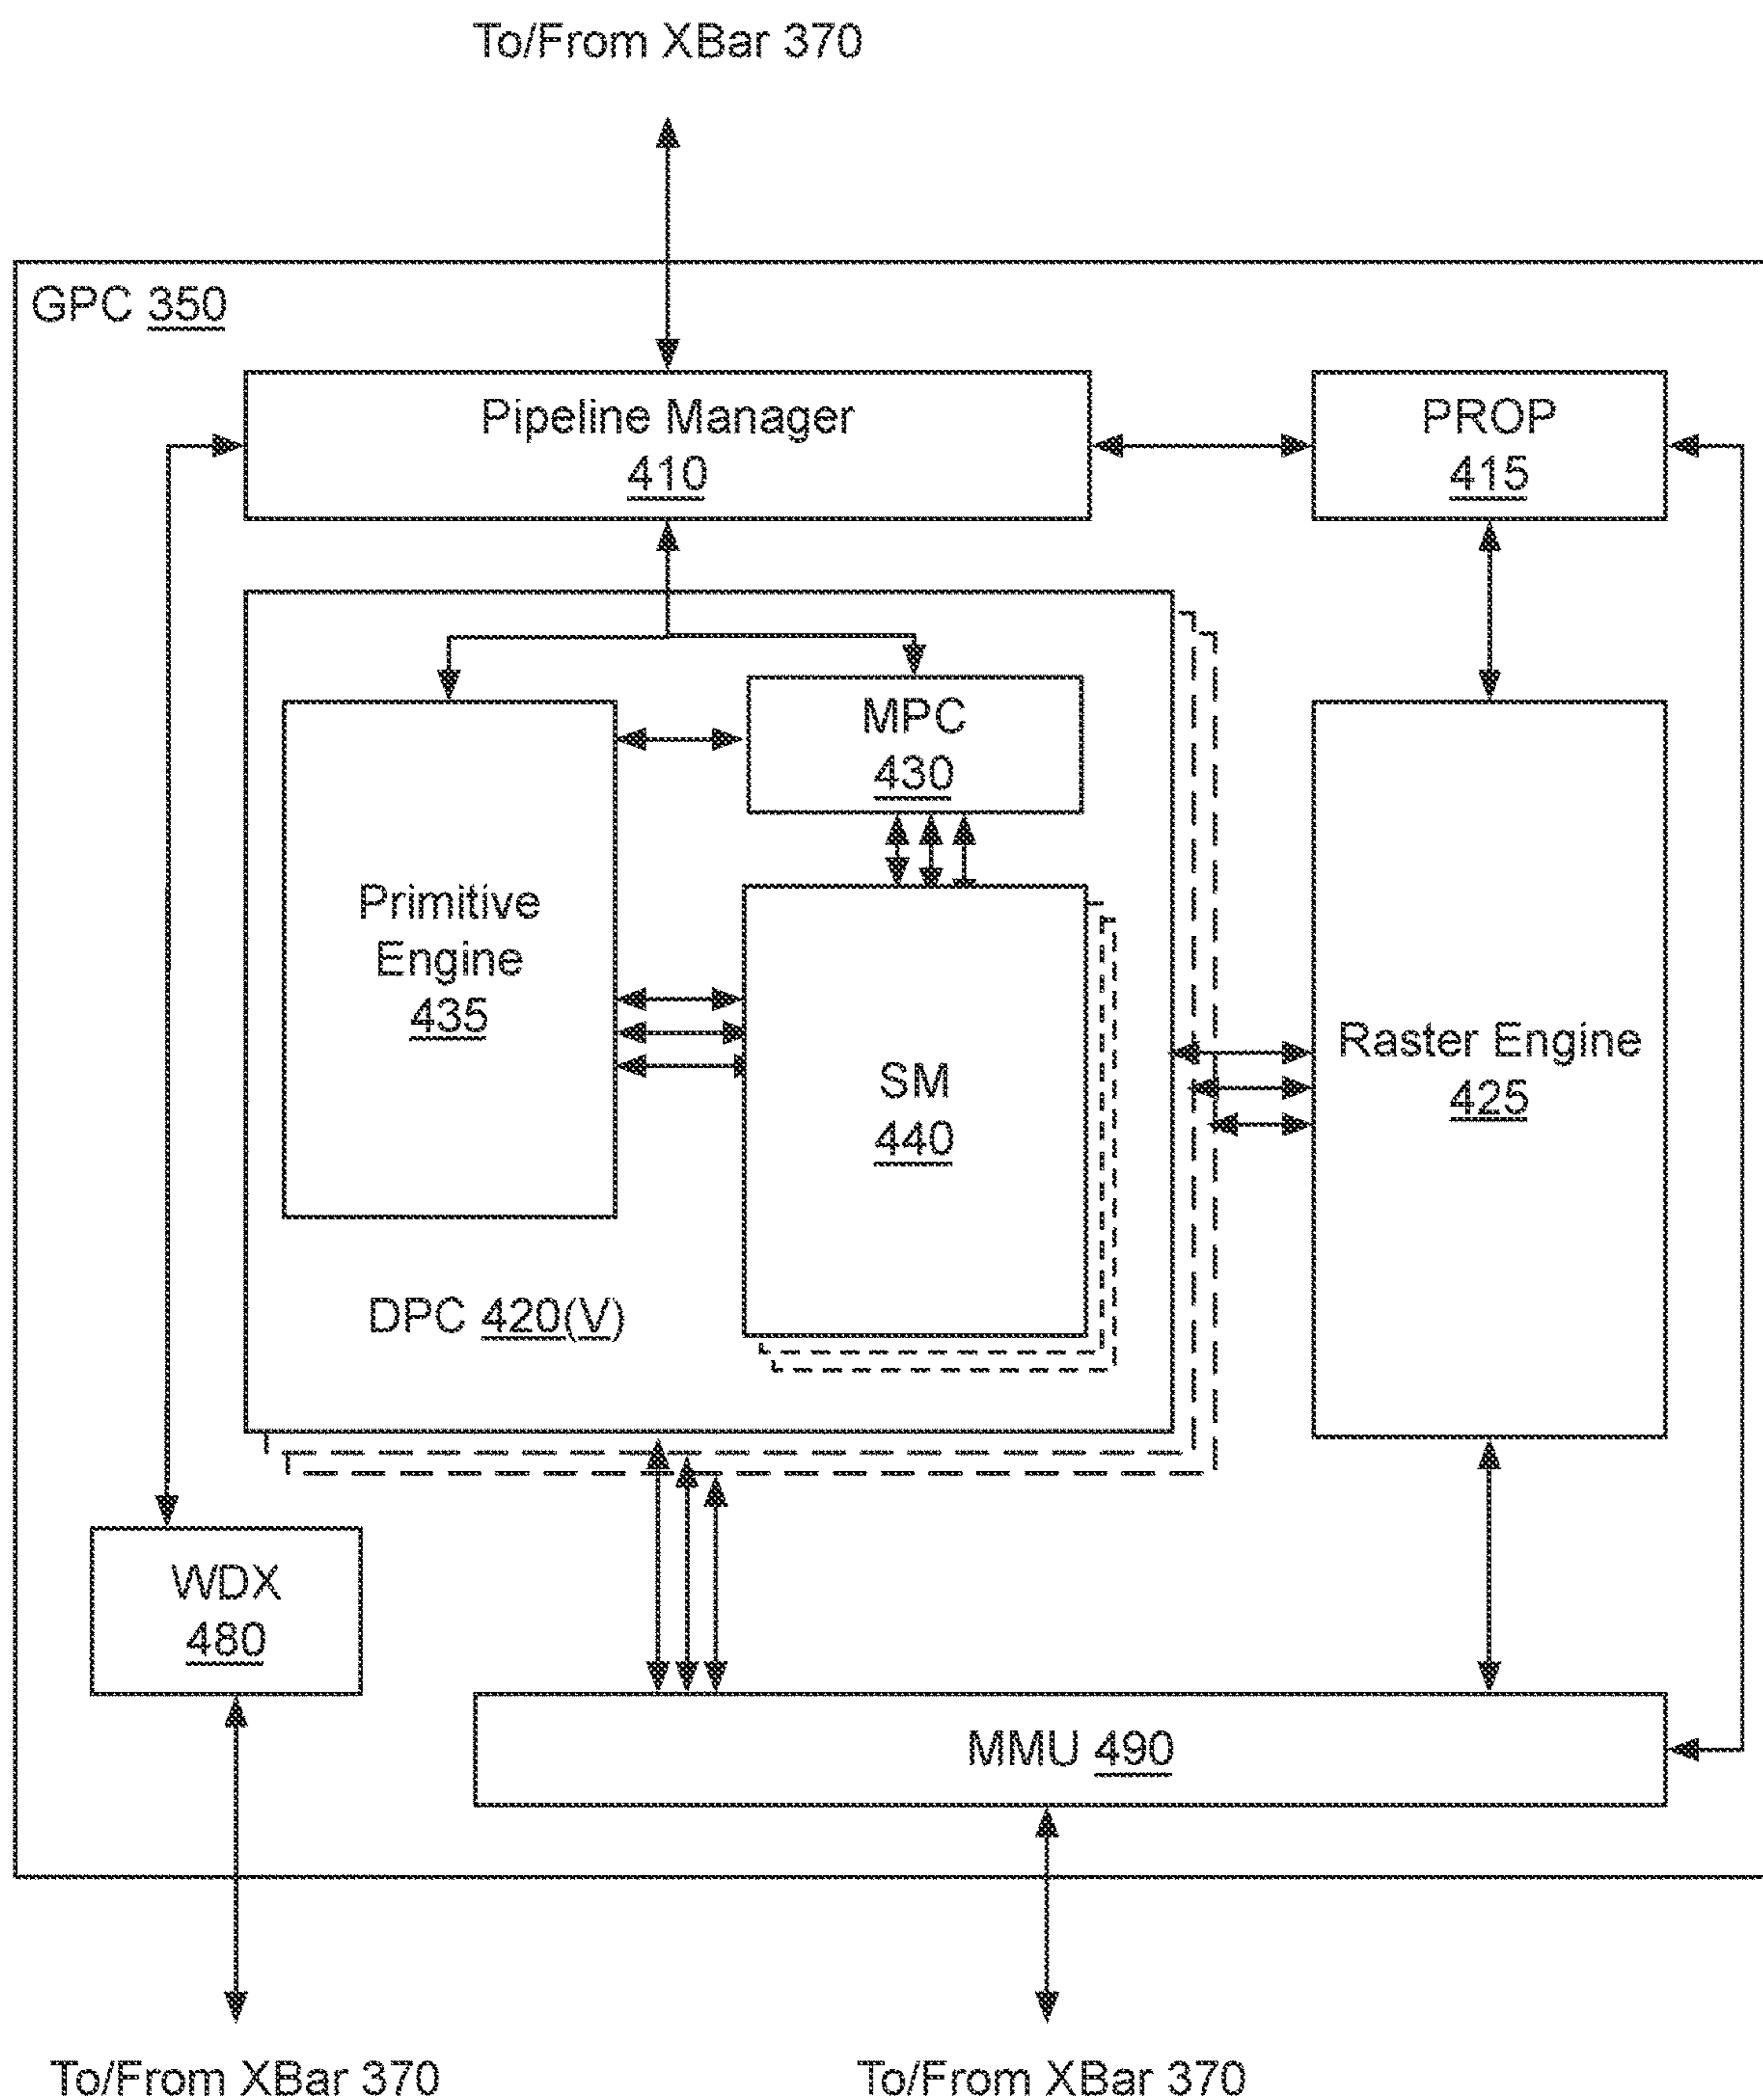 To/From XBar 370
GPC 350
Pipeline Manager
410
PROP
415
MPC
430
Primitive
Engine
435
SM
440
Raster Engine
425
DPC 420(V)
WDX
480
MMU 490
To/From XBar 370
To/From XBar 370